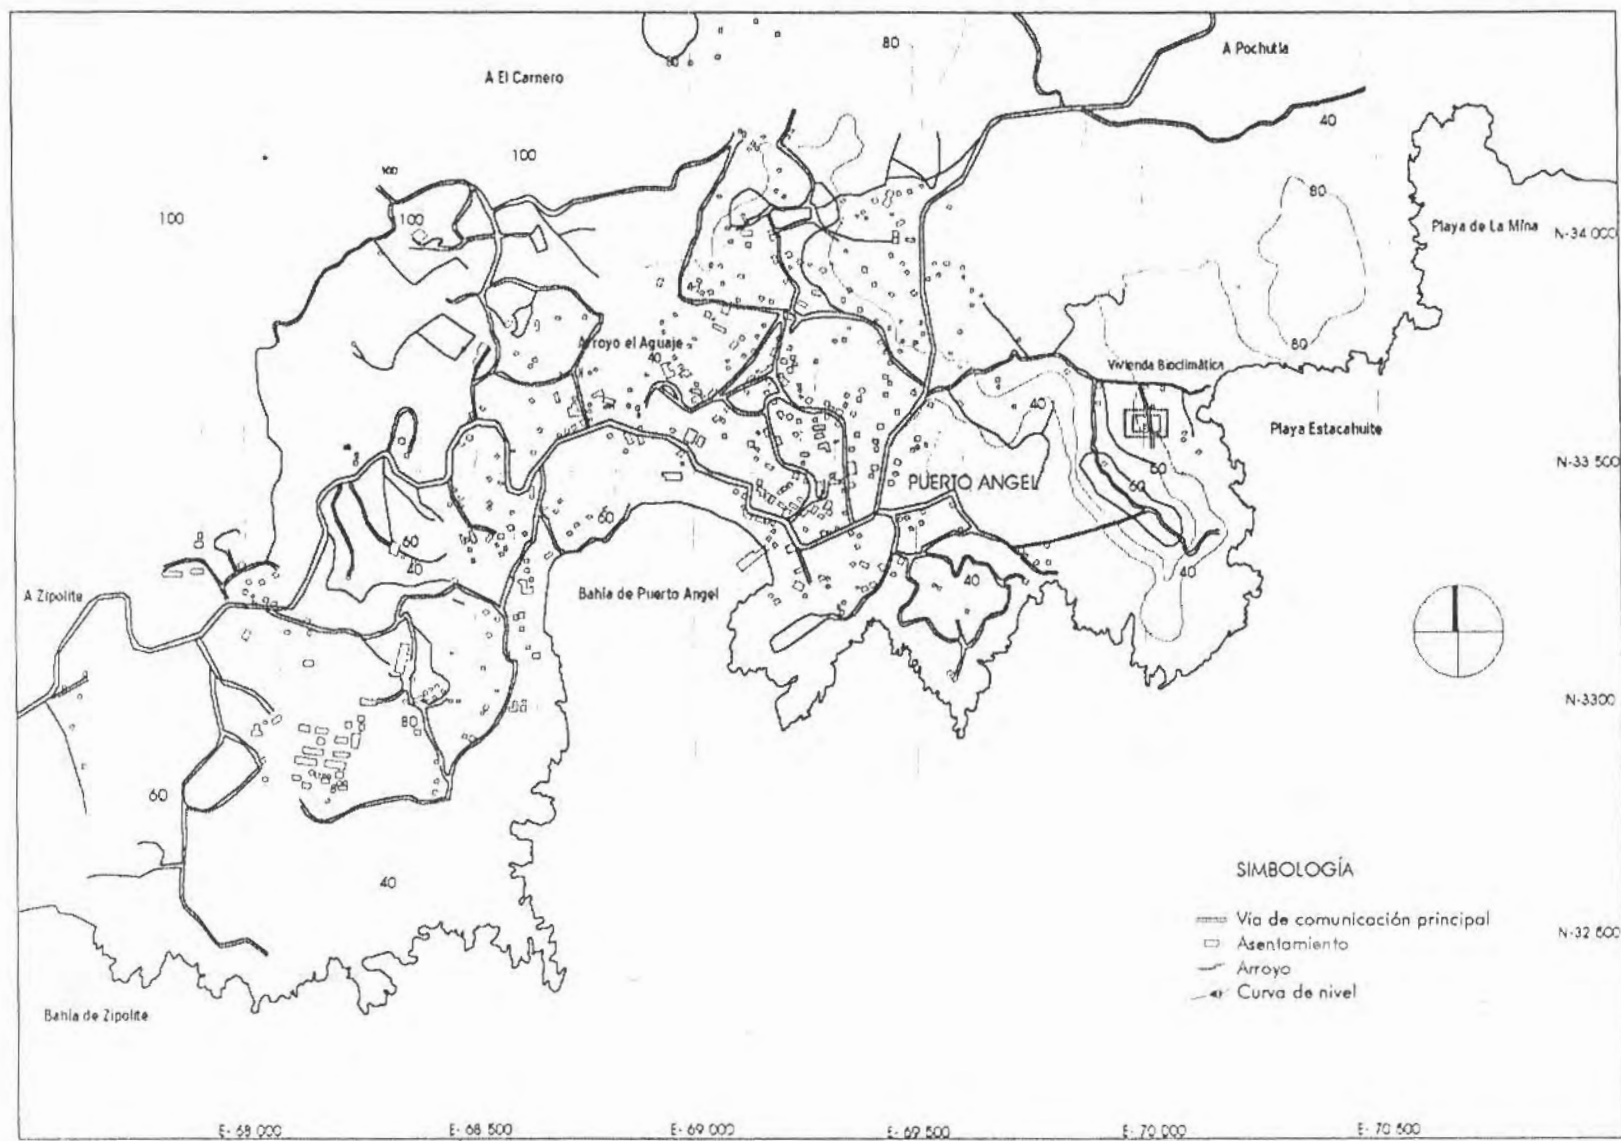 80
A Pochutla
A El Carnero
80
40
100
100
100
100
80
Playa de La Mina
N-34 000
Arroyo el Aguaje
40
80
Vivienda Bioclimática
40
Playa Estacahuite
60
N-33 500
PUERTO ANGEL
60
60
60
40
40
40
A Zipolite
Bahía de Puerto Angel
N-3300
80
60
SIMBOLOGÍA
40
Vía de comunicación principal
Asentamiento
N-32 500
Arroyo
Curva de nivel
Bahía de Zipolite
E- 68 000
E- 68 500
E- 69 000
E- 69 500
E- 70 000
E- 70 500